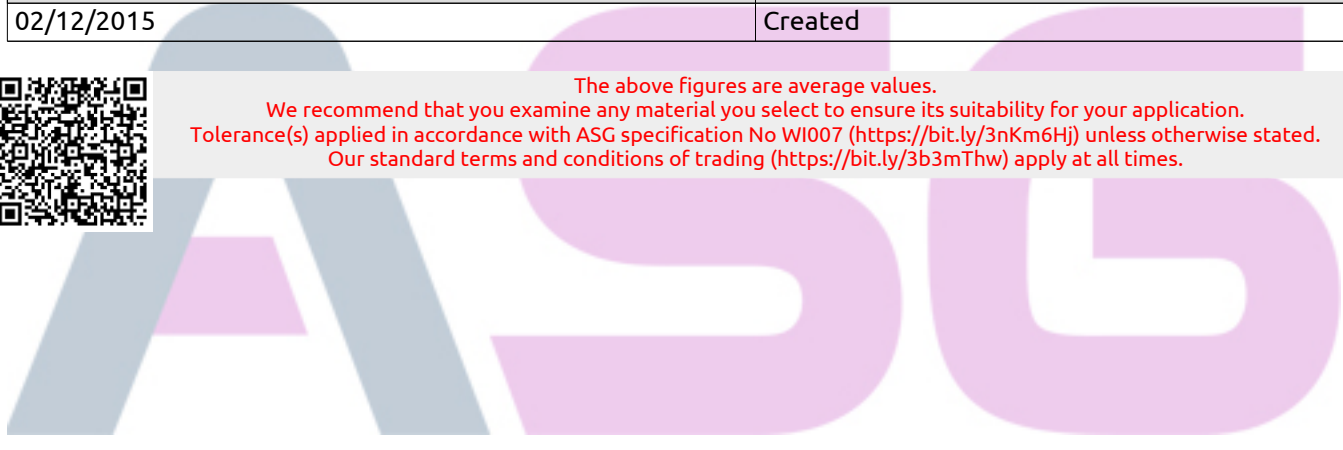 02/12/2015 Created
The above figures are average values.
We recommend that you examine any material you select to ensure its suitability for your application.
Tolerance(s) applied in accordance with ASG specification No WI007 (https://bit.ly/3nKm6Hj) unless otherwise stated.
Our standard terms and conditions of trading (https://bit.ly/3b3mThw) apply at all times.
ASG